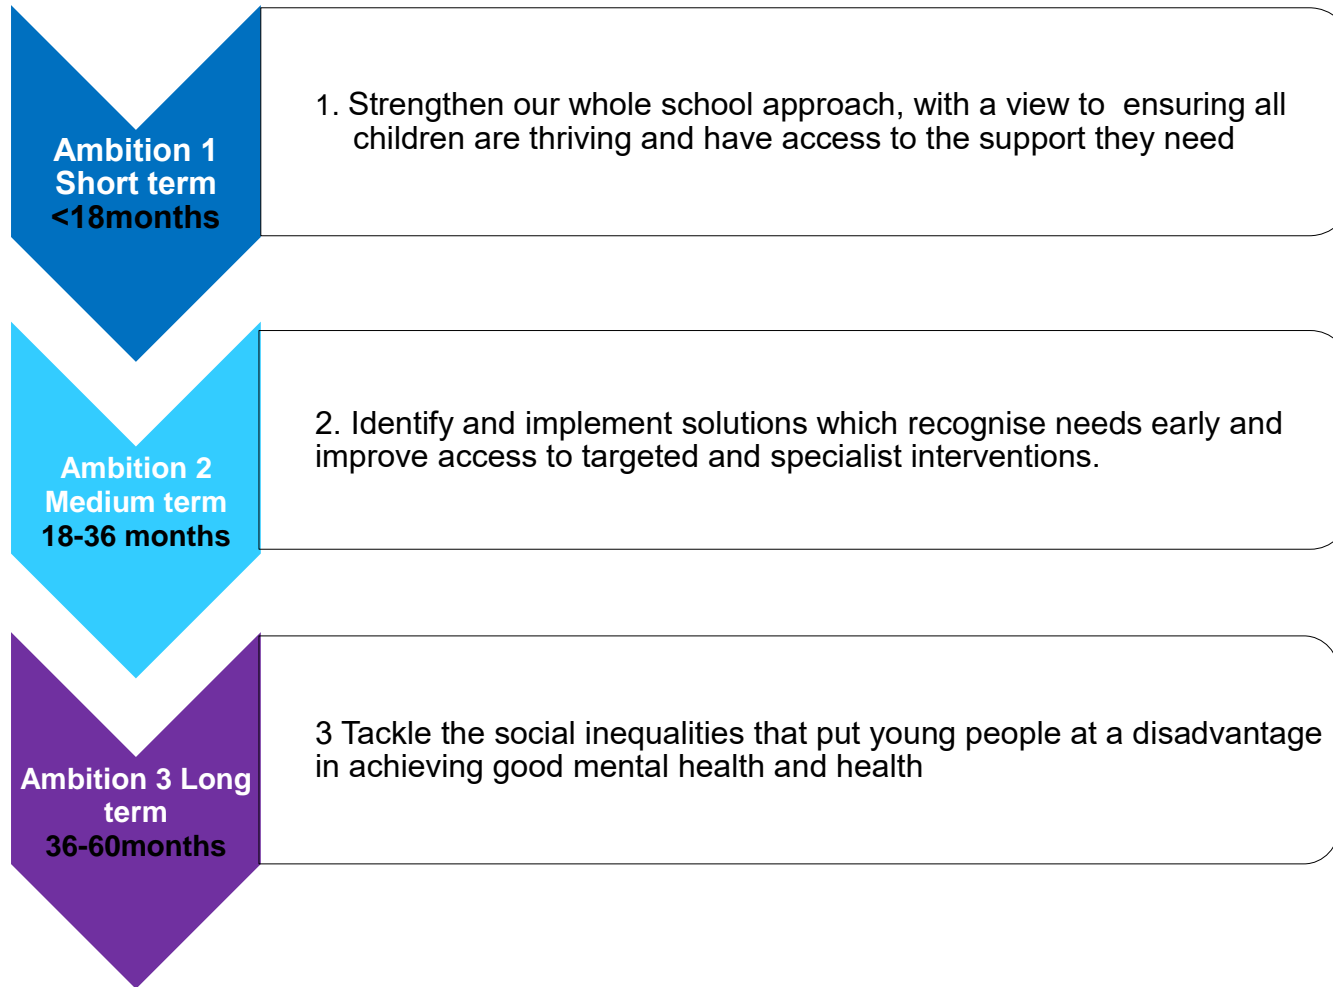 Ambition 1
Short term
<18months
1. Strengthen our whole school approach, with a view to  ensuring all
children are thriving and have access to the support they need
Ambition 2
Medium term
18-36 months
2. Identify and implement solutions which recognise needs early and
improve access to targeted and specialist interventions.
Ambition 3 Long
term
36-60months
3 Tackle the social inequalities that put young people at a disadvantage
in achieving good mental health and health